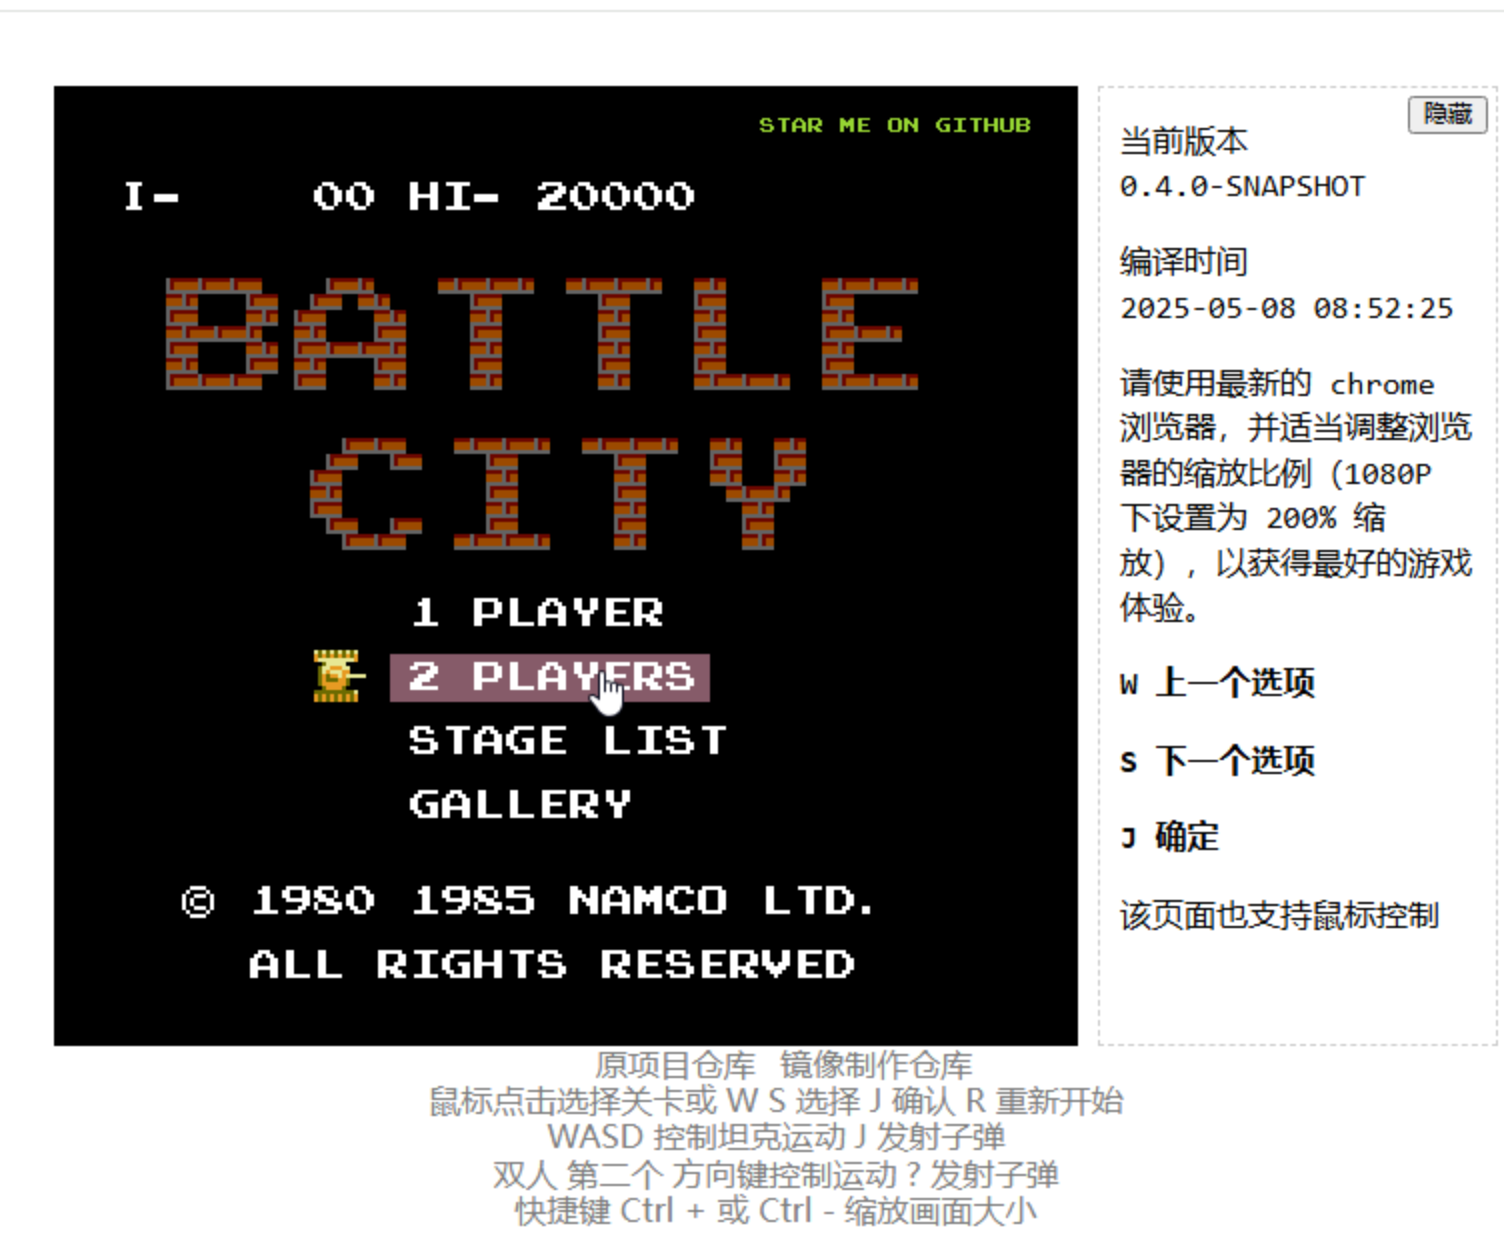 STAR ME ON GITHUB
I- 00 HI- 20000
BATTLE
CITY
1 PLAYER
2 PLAYERS
STAGE LIST
GALLERY
© 1980 1985 NAMCO LTD.
ALL RIGHTS RESERVED
隐藏
当前版本
0.4.0-SNAPSHOT
编译时间
2025-05-08 08:52:25
请使用最新的 chrome
浏览器，并适当调整浏览
器的缩放比例 (1080P
下设置为 200% 缩
放) ，以获得最好的游戏
体验。
W 上一个选项
S 下一个选项
J 确定
该页面也支持鼠标控制
原项目仓库 镜像制作仓库
鼠标点击选择关卡或 W S 选择 J 确认 R 重新开始
WASD 控制坦克运动 J 发射子弹
双人 第二个 方向键控制运动 ? 发射子弹
快捷键 Ctrl + 或 Ctrl - 缩放画面大小